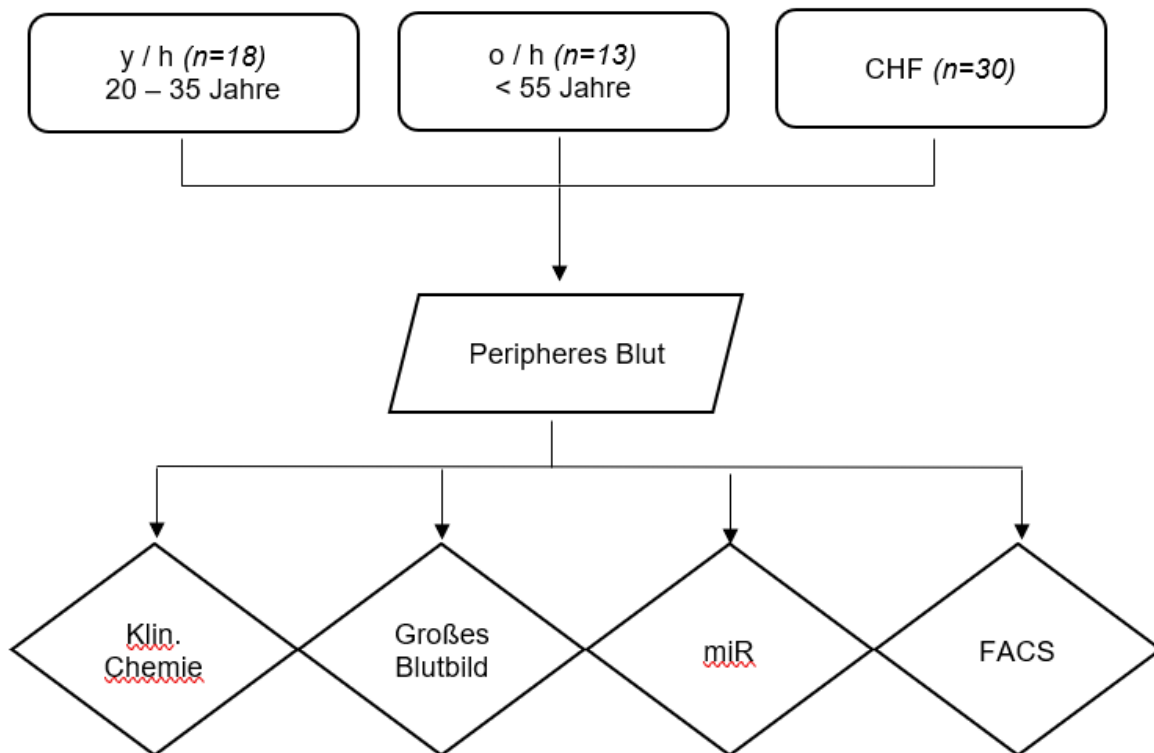 y / h (n=18)
20 – 35 Jahre
o / h (n=13)
< 55 Jahre
CHF (n=30)
Peripheres Blut
Klin.
Chemie
Großes
Blutbild
miR
FACS